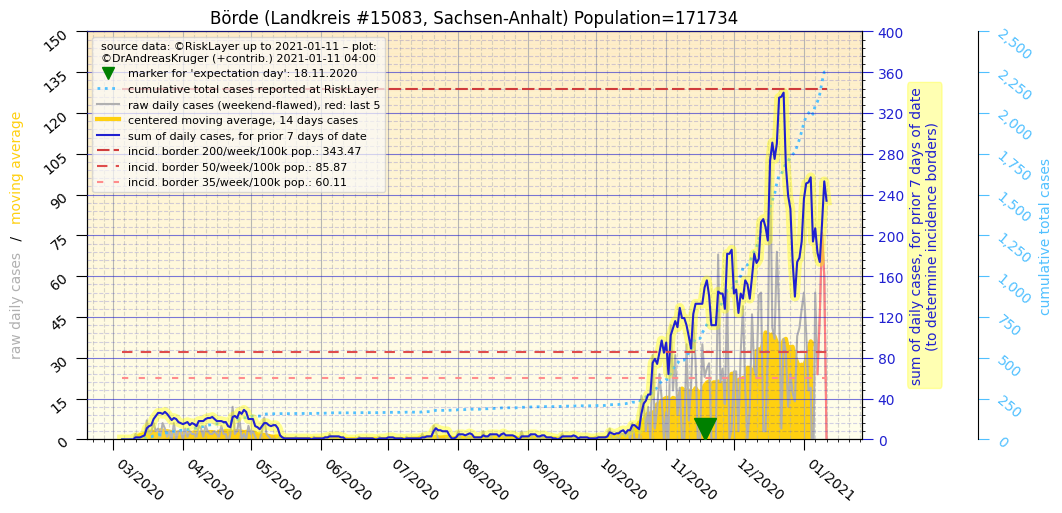 Börde (Landkreis #15083, Sachsen-Anhalt) Population=171734
source data: ©RiskLayer up to 2021-01-11 – plot:
©DrAndreasKruger (+contrib.) 2021-01-11 04:00
marker for 'expectation day': 18.11.2020
cumulative total cases reported at RiskLayer
raw daily cases (weekend-flawed), red: last 5
centered moving average, 14 days cases
sum of daily cases, for prior 7 days of date
incid. border 200/week/100k pop.: 343.47
incid. border 50/week/100k pop.: 85.87
incid. border 35/week/100k pop.: 60.11
raw daily cases / moving average
150
135
120
105
90
75
60
45
30
15
0
03/2020
04/2020
05/2020
06/2020
07/2020
08/2020
09/2020
10/2020
11/2020
12/2020
01/2021
400
360
320
280
240
200
160
120
80
40
0
sum of daily cases, for prior 7 days of date
(to determine incidence borders)
2,500
2,250
2,000
1,750
1,500
1,250
1,000
750
500
250
0
cumulative total cases